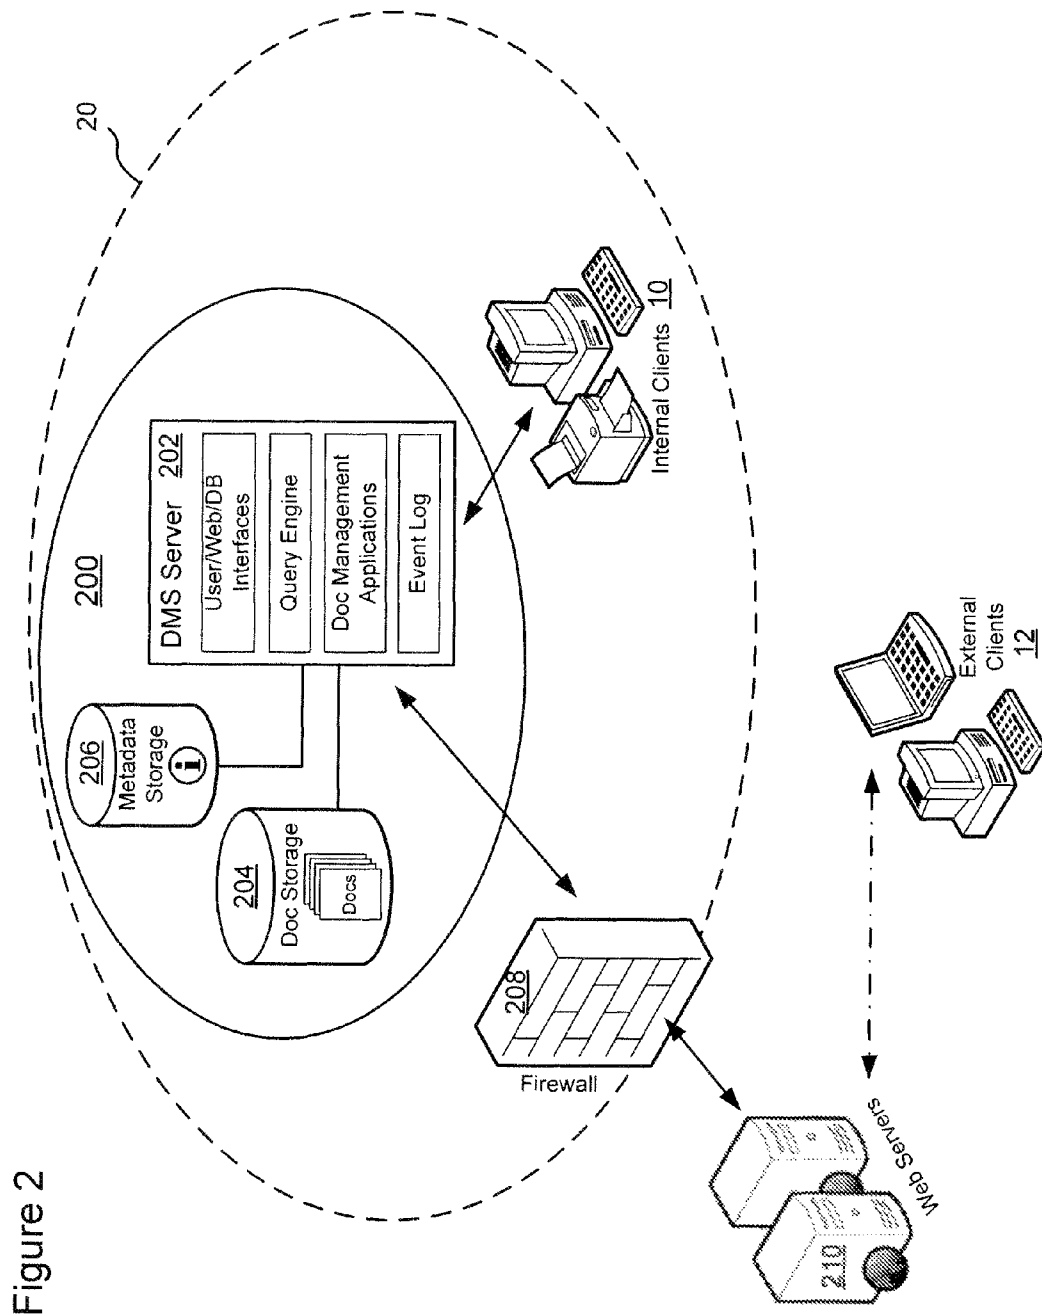 Figure 2
20
200
206
Metadata
Storage
i
204
Doc Storage
Docs
DMS Server 202
User/Web/DB
Interfaces
Query Engine
Doc Management
Applications
Event Log
Internal Clients 10
208
Firewall
210
Web Servers
External
Clients
12